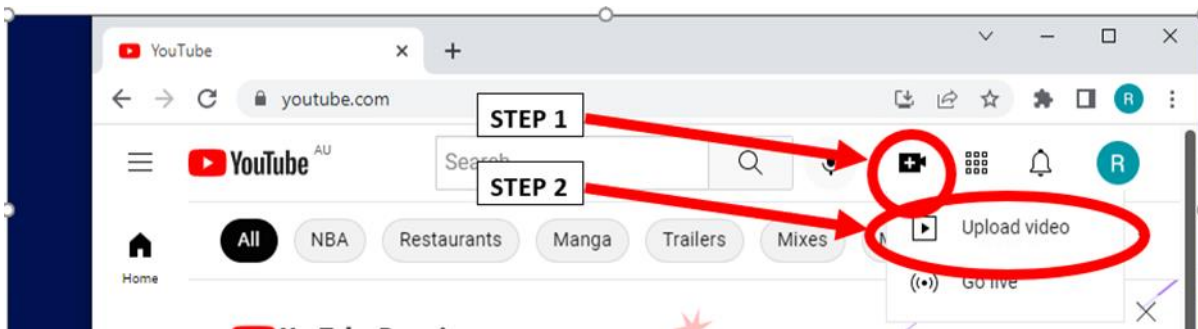 YouTube
youtube.com
R
STEP 1
YouTube AU
Search
R
STEP 2
Upload video
All NBA Restaurants Manga Trailers Mixes
Home
Go live